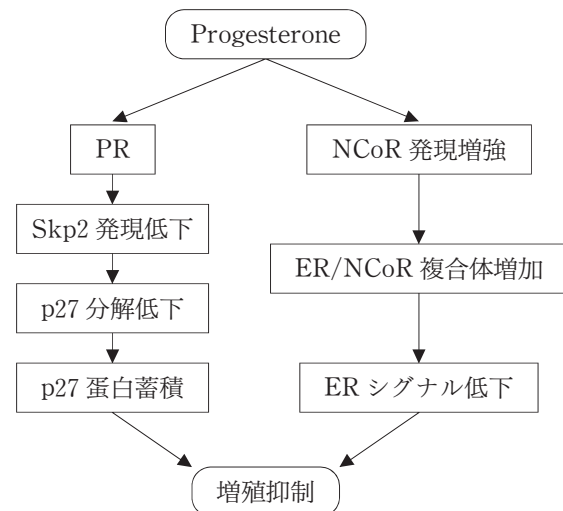 Progesterone
PR
NCoR 発現増強
Skp2 発現低下
ER/NCoR 複合体増加
p27 分解低下
p27 蛋白蓄積
ER シグナル低下
増殖抑制